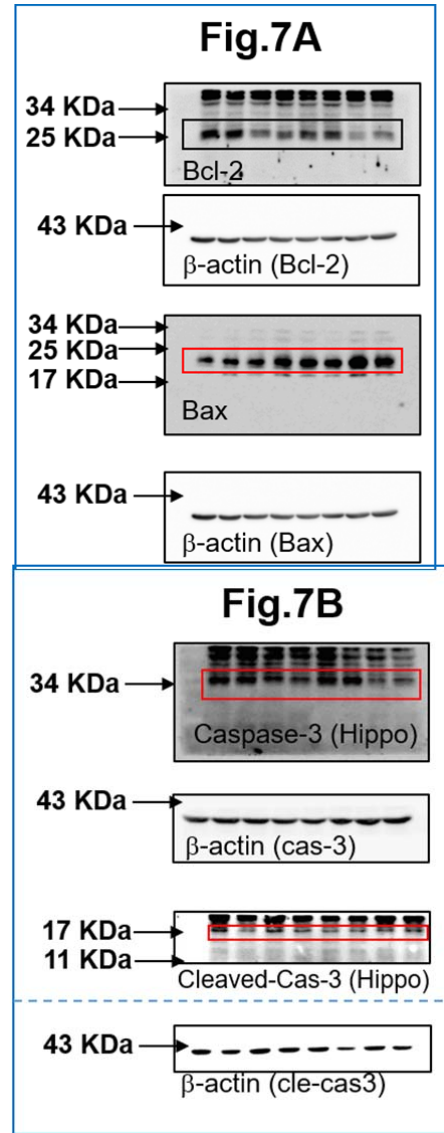 Fig.7A
34 KDa
25 KDa
Bcl-2
43 KDa
β-actin (Bcl-2)
34 KDa
25 KDa
17 KDa
Bax
43 KDa
β-actin (Bax)
Fig.7B
34 KDa
Caspase-3 (Hippo)
43 KDa
β-actin (cas-3)
17 KDa
11 KDa
Cleaved-Cas-3 (Hippo)
43 KDa
β-actin (cle-cas3)